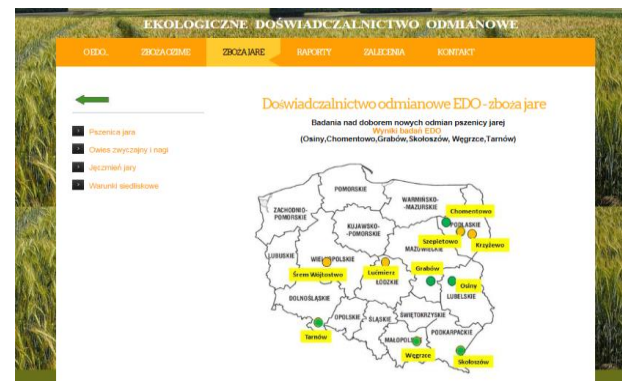 EKOLOGICZNE DOŚWIADCZALNICTWO ODMIANOWE
O EDO.. ZBOŻA OZIME ZBOŻA JARE RAPORTY ZALECENIA KONTAKT
Doświadczalnictwo odmianowe EDO - zboża jare
Badania nad doborem nowych odmian pszenicy jarej
Wyniki badań EDO
(Osiny,Chomentowo,Grabów,Skołoszów, Węgrzce,Tarnów)
Pszenica jara
Owies zwyczajny i nagi
Jęczmień jary
Warunki siedliskowe
POMORSKIE
WARMIŃSKO-
-MAZURSKIE
ZACHODNIO-
POMORSKIE
Chomentowo
KUJAWSKO-
-POMORSKIE
PODLASKIE
Szepietowo
Krzyżewo
MAZOWIECKIE
LUBUSKIE
WIELKOPOLSKIE
Śrem Wójtostwo
Lućmierz
Grabów
ŁÓDZKIE
Osiny
LUBELSKIE
DOLNOŚLĄSKIE
OPOLSKIE
ŚLĄSKIE
ŚWIĘTOKRZYSKIE
Tarnów
MAŁOPOLSKIE
PODKARPACKIE
Węgrzce
Skołoszów